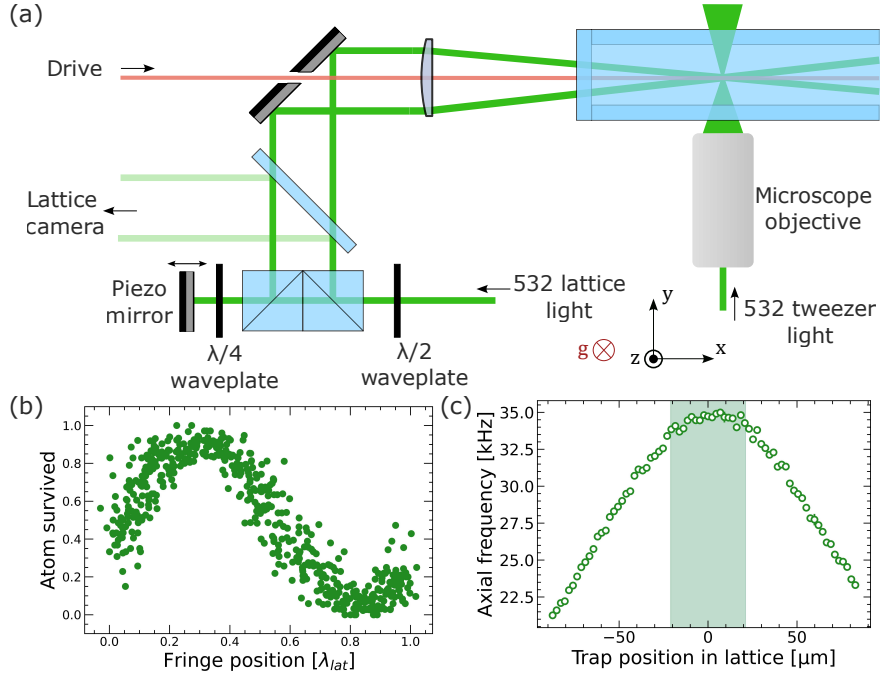 (a)
Drive
Lattice
camera
Piezo
mirror
λ/4
waveplate
λ/2
waveplate
532 lattice
light
Microscope
objective
532 tweezer
light
y
g
z
x
(b)
Atom survived
1.0
0.8
0.6
0.4
0.2
0.0
0.0 0.2 0.4 0.6 0.8 1.0
Fringe position [λlat]
(c)
Axial frequency [kHz]
35.0
32.5
30.0
27.5
25.0
22.5
−50 0 50
Trap position in lattice [μm]